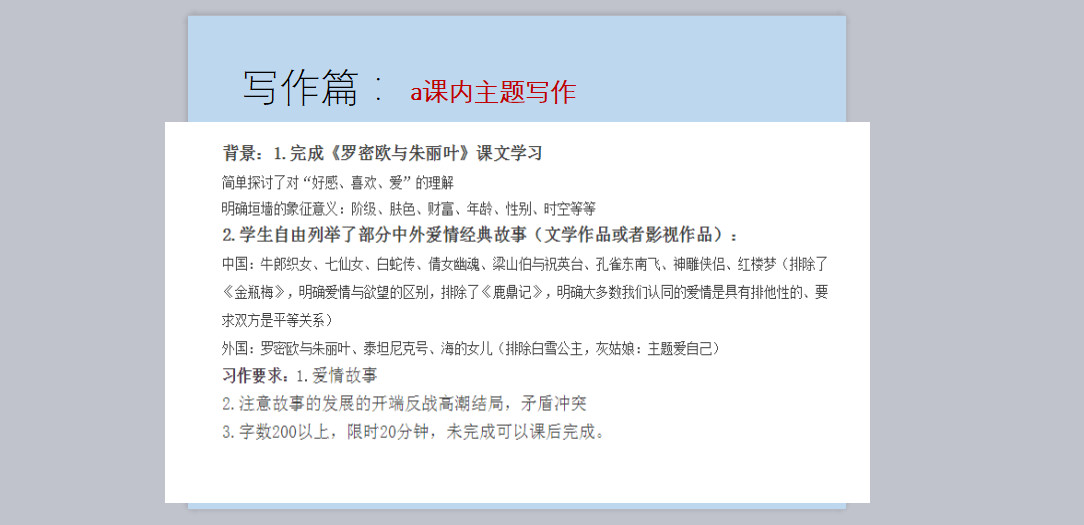 写作篇： a课内主题写作
背景：1.完成《罗密欧与朱丽叶》课文学习
简单探讨了对“好感、喜欢、爱”的理解
明确垣墙的象征意义：阶级、肤色、财富、年龄、性别、时空等等
2.学生自由列举了部分中外爱情经典故事（文学作品或者影视作品）：
中国：牛郎织女、七仙女、白蛇传、倩女幽魂、梁山伯与祝英台、孔雀东南飞、神雕侠侣、红楼梦（排除了
《金瓶梅》，明确爱情与欲望的区别，排除了《鹿鼎记》，明确大多数我们认同的爱情是具有排他性的、要
求双方是平等关系）
外国：罗密欧与朱丽叶、泰坦尼克号、海的女儿（排除白雪公主，灰姑娘：主题爱自己）
习作要求：1.爱情故事
2.注意故事的发展的开端反战高潮结局，矛盾冲突
3.字数200以上，限时20分钟，未完成可以课后完成。